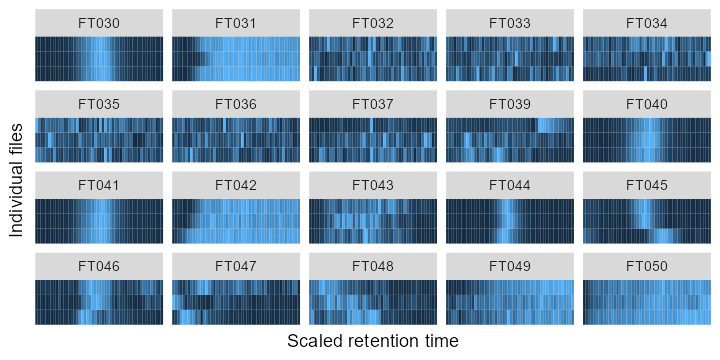 FT030 FT031 FT032 FT033 FT034
FT035 FT036 FT037 FT039 FT040
FT041 FT042 FT043 FT044 FT045
FT046 FT047 FT048 FT049 FT050
Individual files
Scaled retention time